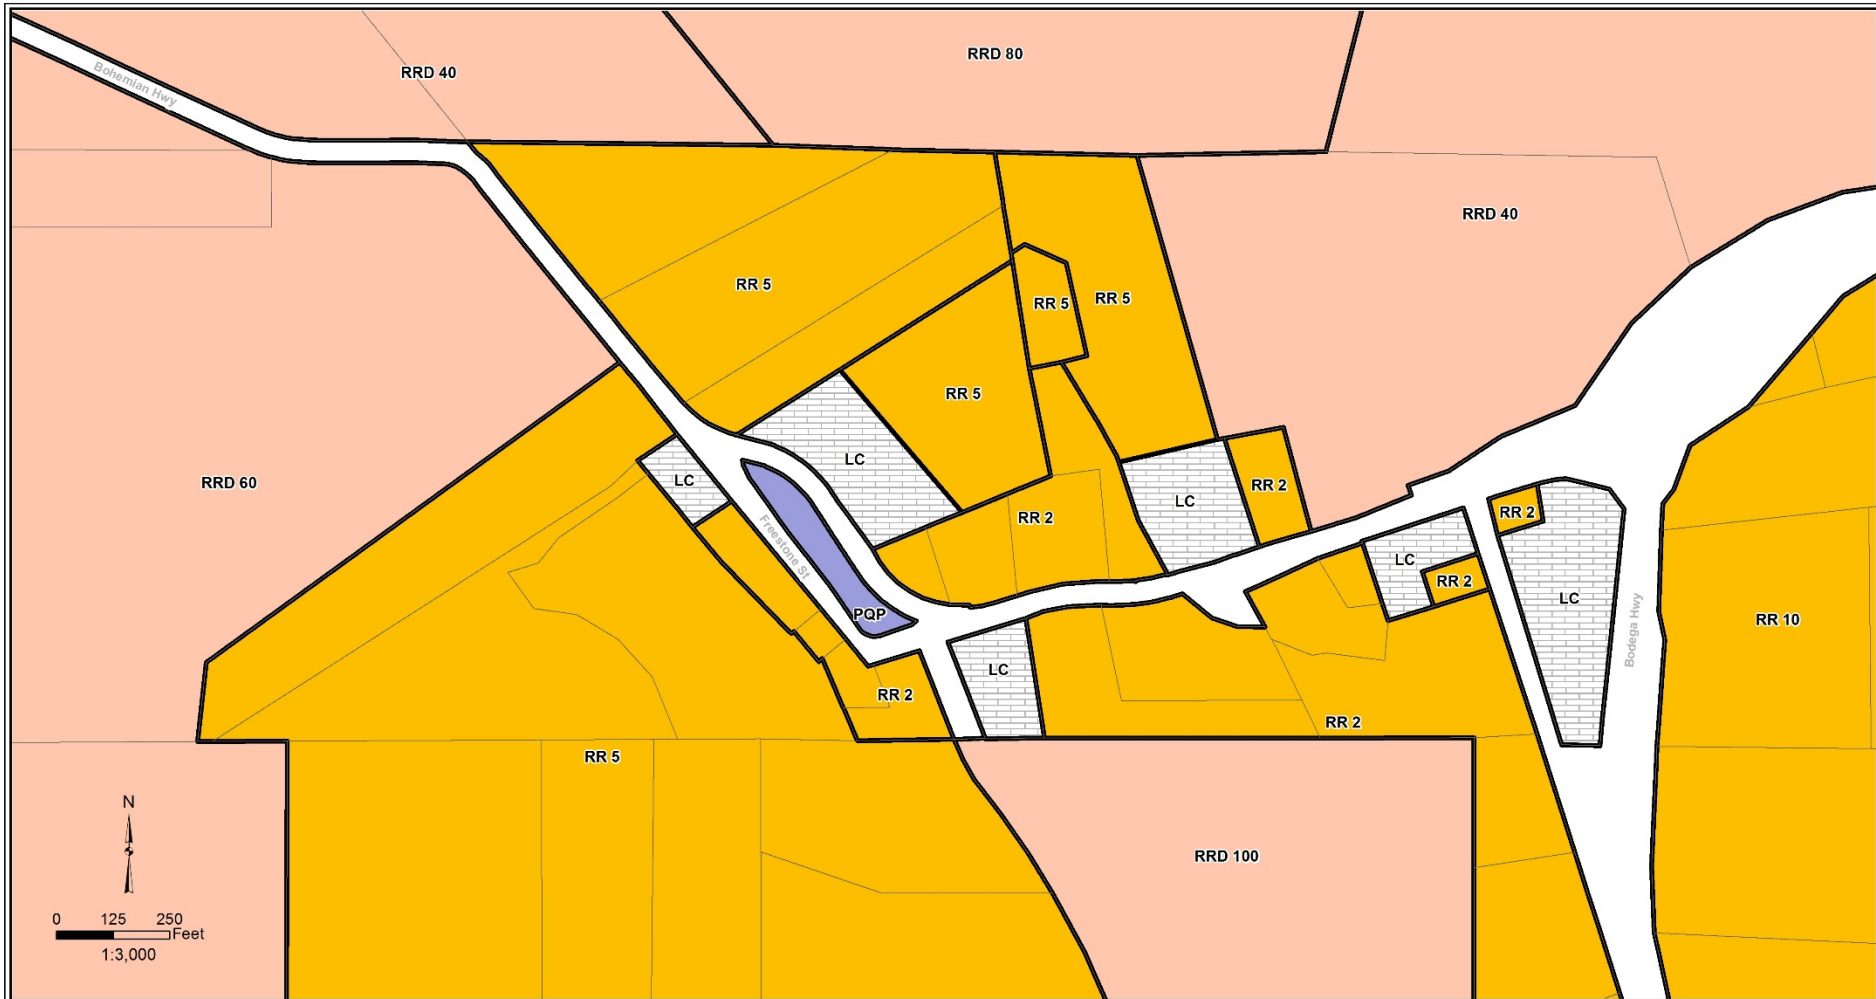 RRD 80
RRD 40
Bohemian Hwy
RRD 40
RR 5
RR 5
RR 5
RR 5
LC
LC
RRD 60
RR 2
LC
RR 2
RR 2
Freestone St
LC
RR 2
LC
PQP
RR 10
Bodega Hwy
LC
RR 2
RR 2
RR 5
N
RRD 100
0 125 250
Feet
1:3,000